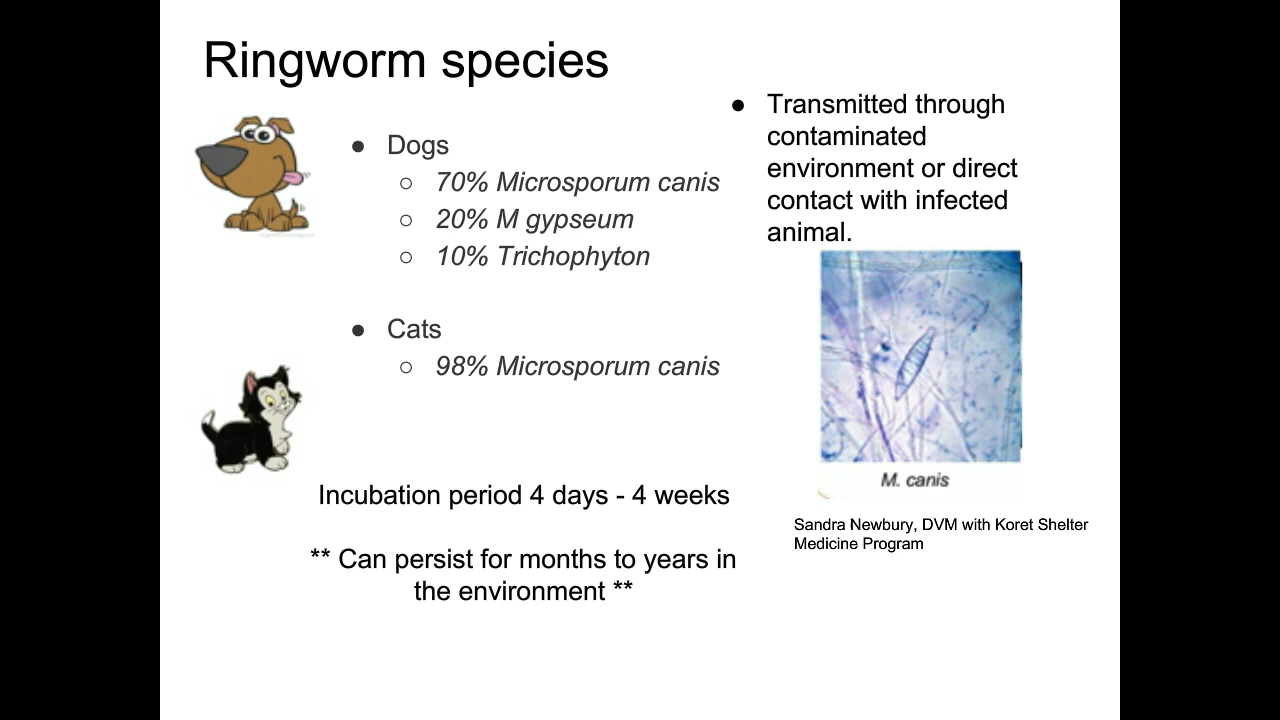 Ringworm species
● Dogs
○ 70% Microsporum canis
○ 20% M gypseum
○ 10% Trichophyton
● Cats
○ 98% Microsporum canis
Incubation period 4 days - 4 weeks
** Can persist for months to years in
the environment **
● Transmitted through
contaminated
environment or direct
contact with infected
animal.
M. canis
Sandra Newbury, DVM with Koret Shelter
Medicine Program